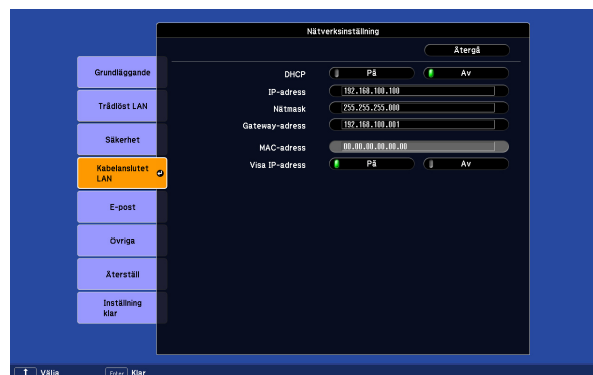 Nätverksinställning
Återgå
Grundläggande
Trådlöst LAN
Säkerhet
Kabelanslutet
LAN
E-post
Övriga
Återställ
Inställning
klar
DHCP På Av
IP-adress 192.168.100.100
Nätmask 255.255.255.000
Gateway-adress 192.168.100.001
MAC-adress 00.00.00.00.00.00
Visa IP-adress På Av
Välja Enter Klar